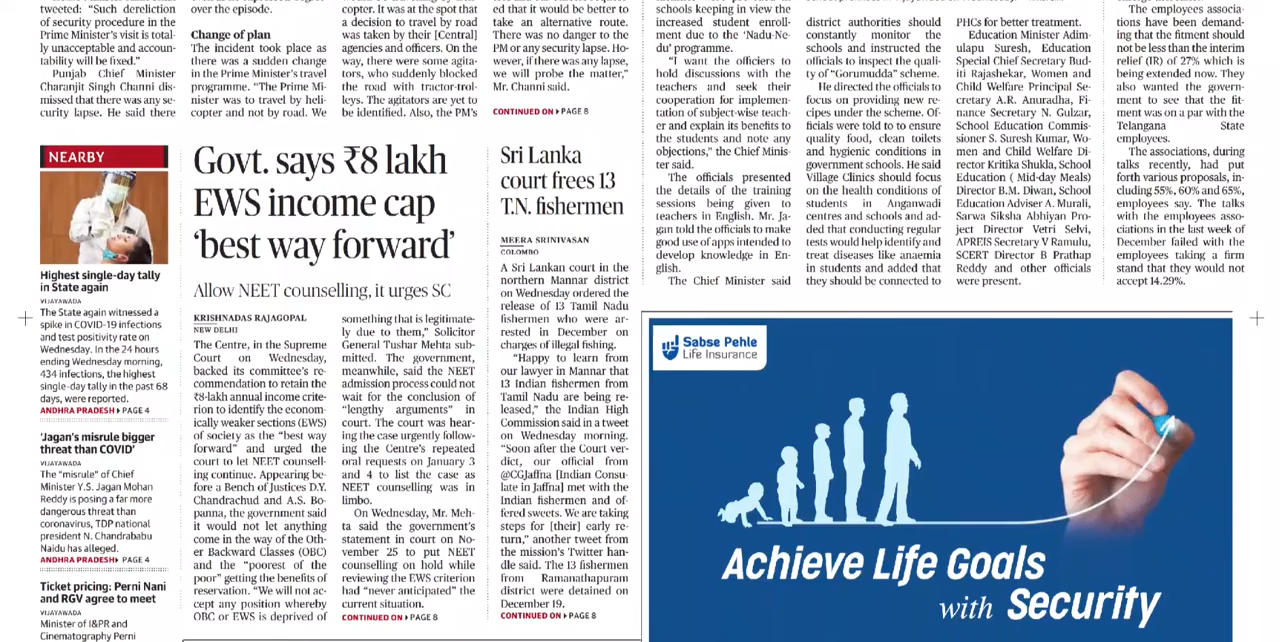 tweeted: "Such dereliction
of security procedure in the
Prime Minister's visit is total-
ly unacceptable and accoun-
tability will be fixed."
Punjab Chief Minister
Charanjit Singh Channi dis-
missed that there was any se-
curity lapse. He said there
over the episode.
Change of plan
The incident took place as
there was a sudden change
in the Prime Minister's travel
programme. "The Prime Mi-
nister was to travel by heli-
copter and not by road. We
copter. It was at the spot that
a decision to travel by road
was taken by their [Central]
agencies and officers. On the
way, there were some agita-
tors, who suddenly blocked
the road with tractor-trol-
leys. The agitators are yet to
be identified. Also, the PM's
ed that it would be better to
take an alternative route.
There was no danger to the
PM or any security lapse. Ho-
wever, if there was any lapse,
we will probe the matter,"
Mr. Channi said.
CONTINUED ON ▸ PAGE 8
schools keeping in view the
increased student enroll-
ment due to the 'Nadu-Ne-
du' programme.
"I want the officiers to
hold discussions with the
teachers and seek their
cooperation for implemen-
tation of subject-wise teach-
er and explain its benefits to
the students and note any
objections," the Chief Minis-
ter said.
The officials presented
the details of the training
sessions being given to
teachers in English. Mr. Ja-
gan told the officials to make
good use of apps intended to
develop knowledge in En-
glish.
The Chief Minister said
district authorities should
constantly monitor the
schools and instructed the
officials to inspect the quali-
ty of "Gorumudda" scheme.
He directed the officials to
focus on providing new re-
cipes under the scheme. Of-
ficials were told to to ensure
quality food, clean toilets
and hygienic conditions in
government schools. He said
Village Clinics should focus
on the health conditions of
students in Anganwadi
centres and schools and ad-
ded that conducting regular
tests would help identify and
treat diseases like anaemia
in students and added that
they should be connected to
PHCs for better treatment.
Education Minister Adim-
ulapu Suresh, Education
Special Chief Secretary Bud-
iti Rajashekar, Women and
Child Welfare Principal Se-
cretary A.R. Anuradha, Fi-
nance Secretary N. Gulzar,
School Education Commis-
sioner S. Suresh Kumar, Wo-
men and Child Welfare Di-
rector Kritika Shukla, School
Education ( Mid-day Meals)
Director B.M. Diwan, School
Education Adviser A. Murali,
Sarwa Siksha Abhiyan Pro-
ject Director Vetri Selvi,
APREIS Secretary V Ramulu,
SCERT Director B Prathap
Reddy and other officials
were present.
The employees associa-
tions have been demand-
ing that the fitment should
not be less than the interim
relief (IR) of 27% which is
being extended now. They
also wanted the govern-
ment to see that the fit-
ment was on a par with the
Telangana State
employees.
The associations, during
talks recently, had put
forth various proposals, in-
cluding 55%, 60% and 65%,
employees say. The talks
with the employees asso-
ciations in the last week of
December failed with the
employees taking a firm
stand that they would not
accept 14.29%.
NEARBY
Highest single-day tally
in State again
VIJAYAWADA
The State again witnessed a
spike in COVID-19 infections
and test positivity rate on
Wednesday. In the 24 hours
ending Wednesday morning,
434 infections, the highest
single-day tally in the past 68
days, were reported.
ANDHRA PRADESH ▸ PAGE 4
'Jagan's misrule bigger
threat than COVID'
VIJAYAWADA
The "misrule" of Chief
Minister Y.S. Jagan Mohan
Reddy is posing a far more
dangerous threat than
coronavirus, TDP national
president N. Chandrababu
Naidu has alleged.
ANDHRA PRADESH▸ PAGE 4
Ticket pricing: Perni Nani
and RGV agree to meet
VIJAYAWADA
Minister of I&PR and
Cinematography Perni
Govt. says ₹8 lakh
EWS income cap
'best way forward'
Allow NEET counselling, it urges SC
KRISHNADAS RAJAGOPAL
NEW DELHI
The Centre, in the Supreme
Court on Wednesday,
backed its committee's re-
commendation to retain the
₹8-lakh annual income crite-
rion to identify the econom-
ically weaker sections (EWS)
of society as the "best way
forward" and urged the
court to let NEET counsell-
ing continue. Appearing be-
fore a Bench of Justices D.Y.
Chandrachud and A.S. Bo-
panna, the government said
it would not let anything
come in the way of the Oth-
er Backward Classes (OBC)
and the "poorest of the
poor" getting the benefits of
reservation. "We will not ac-
cept any position whereby
OBC or EWS is deprived of
something that is legitimate-
ly due to them," Solicitor
General Tushar Mehta sub-
mitted. The government,
meanwhile, said the NEET
admission process could not
wait for the conclusion of
"lengthy arguments" in
court. The court was hear-
ing the case urgently follow-
ing the Centre's repeated
oral requests on January 3
and 4 to list the case as
NEET counselling was in
limbo.
On Wednesday, Mr. Meh-
ta said the government's
statement in court on No-
vember 25 to put NEET
counselling on hold while
reviewing the EWS criterion
had "never anticipated" the
current situation.
CONTINUED ON ▸ PAGE 8
Sri Lanka
court frees 13
T.N. fishermen
MEERA SRINIVASAN
COLOMBO
A Sri Lankan court in the
northern Mannar district
on Wednesday ordered the
release of 13 Tamil Nadu
fishermen who were ar-
rested in December on
charges of illegal fishing.
"Happy to learn from
our lawyer in Mannar that
13 Indian fishermen from
Tamil Nadu are being re-
leased," the Indian High
Commission said in a tweet
on Wednesday morning.
"Soon after the Court ver-
dict, our official from
@CGJaffna [Indian Consu-
late in Jaffna] met with the
Indian fishermen and of-
fered sweets. We are taking
steps for [their] early re-
turn," another tweet from
the mission's Twitter han-
dle said. The 13 fishermen
from Ramanathapuram
district were detained on
December 19.
CONTINUED ON ▸ PAGE 8
Sabse Pehle
Life Insurance
Achieve Life Goals
with Security